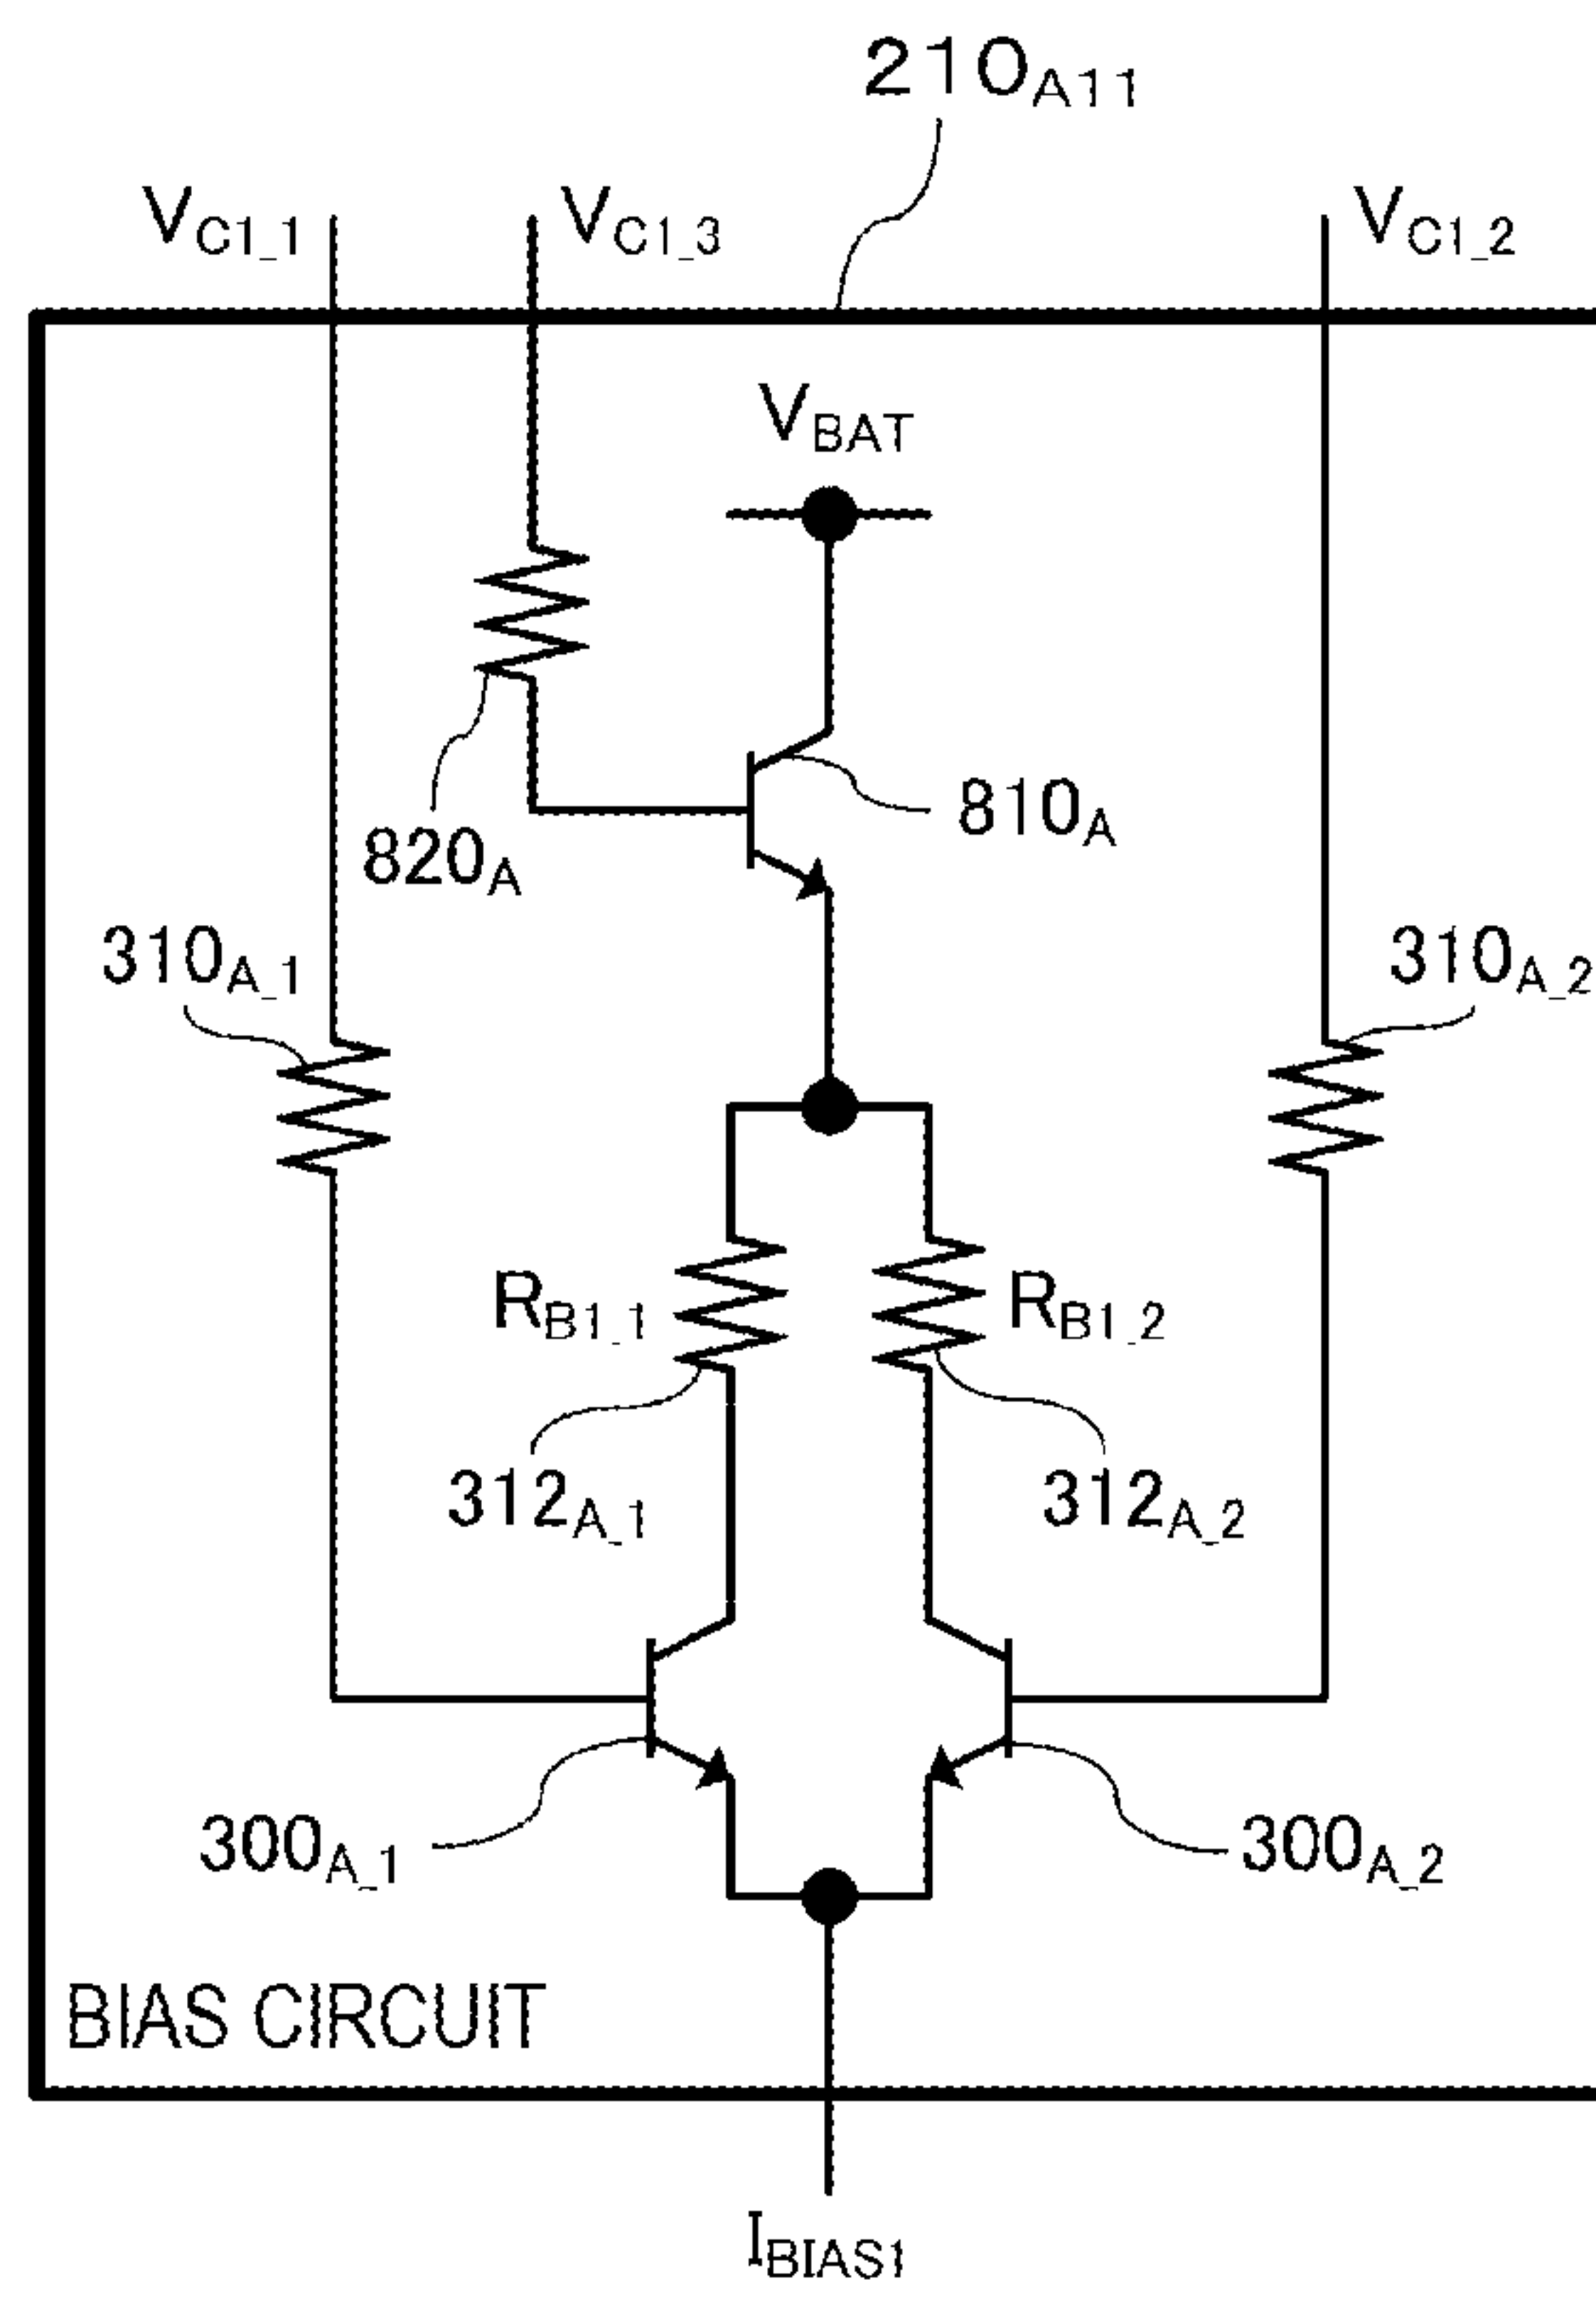 210A11
VC1_1 VC1_3 VC1_2
VBAT
810A
820A
310A_1 310A_2
RB1_1 RB1_2
312A_1 312A_2
300A_1 300A_2
BIAS CIRCUIT
IBIAS1